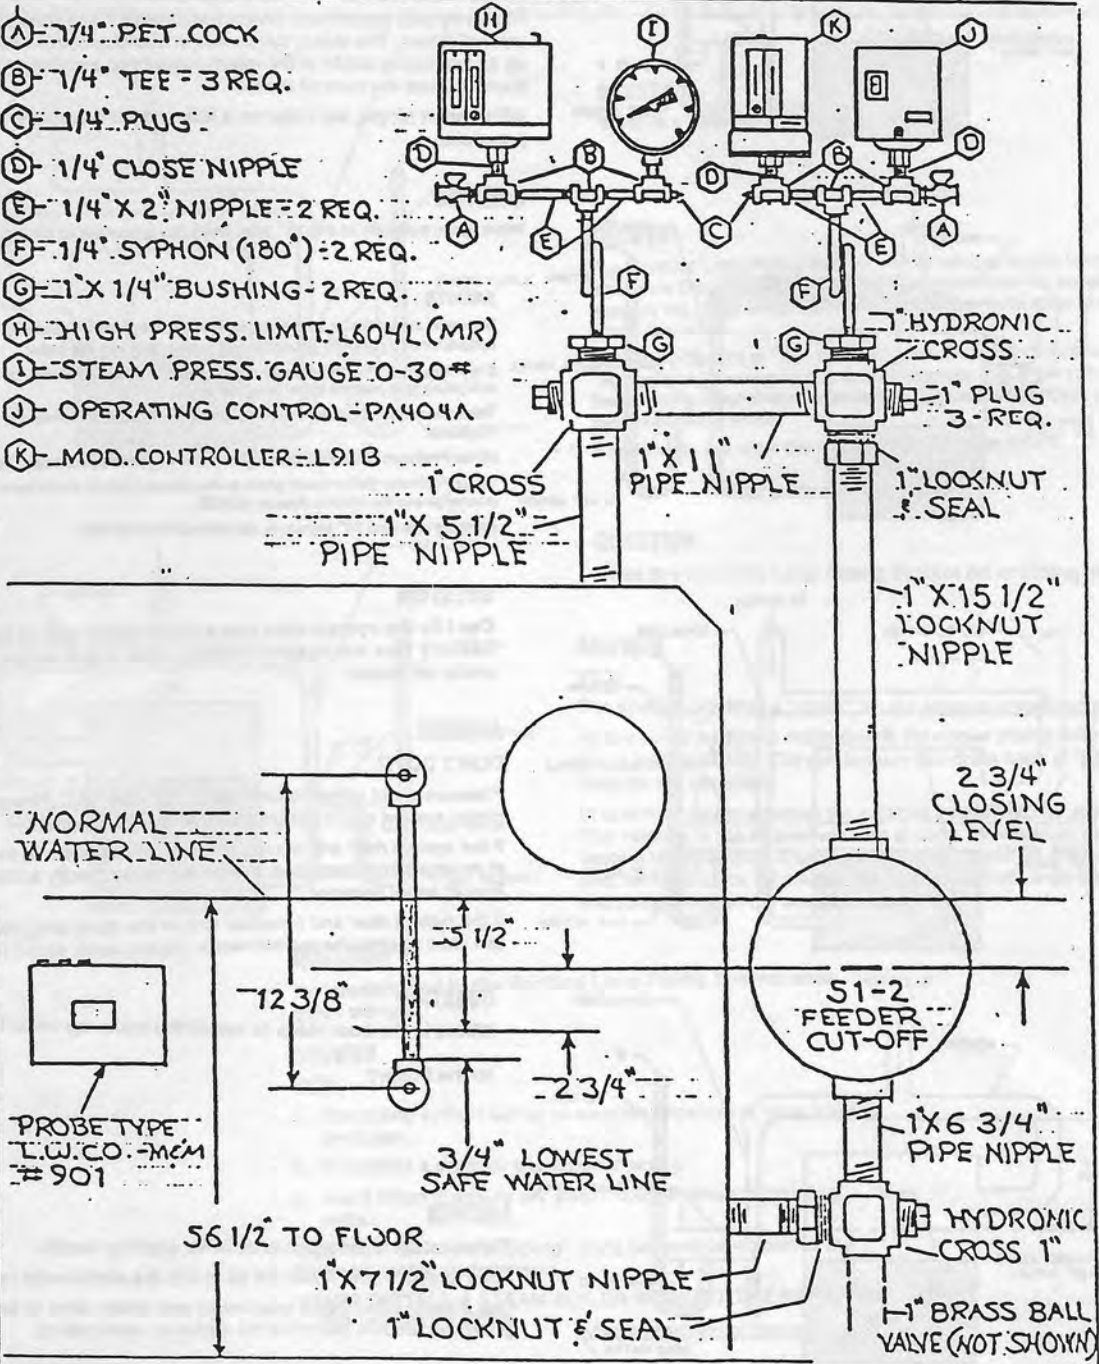 A - 1/4" PET COCK
B - 1/4" TEE - 3 REQ.
C - 1/4" PLUG
D - 1/4" CLOSE NIPPLE
E - 1/4" X 2" NIPPLE - 2 REQ.
F - 1/4" SYPHON (180°) - 2 REQ.
G - 1" X 1/4" BUSHING - 2 REQ.
H - HIGH PRESS. LIMIT - L604L (MR)
I - STEAM PRESS. GAUGE 0-30#
J - OPERATING CONTROL - PA404A
K - MOD. CONTROLLER - L91B
H
I
K
J
D
B
D
B
D
A
E
C
E
A
F
F
G
G
1" HYDRONIC
CROSS
1" PLUG
3 - REQ.
1" CROSS
1" X 11"
PIPE NIPPLE
1" LOCKNUT
& SEAL
1" X 5 1/2"
PIPE NIPPLE
1" X 15 1/2"
LOCKNUT
NIPPLE
2 3/4"
CLOSING
LEVEL
NORMAL
WATER LINE
5 1/2"
12 3/8"
2 3/4"
51-2
FEEDER
CUT-OFF
PROBE TYPE
L.W.CO. - MCM
#901
3/4" LOWEST
SAFE WATER LINE
1" X 6 3/4"
PIPE NIPPLE
56 1/2" TO FLOOR
HYDRONIC
CROSS 1"
1" X 7 1/2" LOCKNUT NIPPLE
1" LOCKNUT & SEAL
1" BRASS BALL
VALVE (NOT SHOWN)